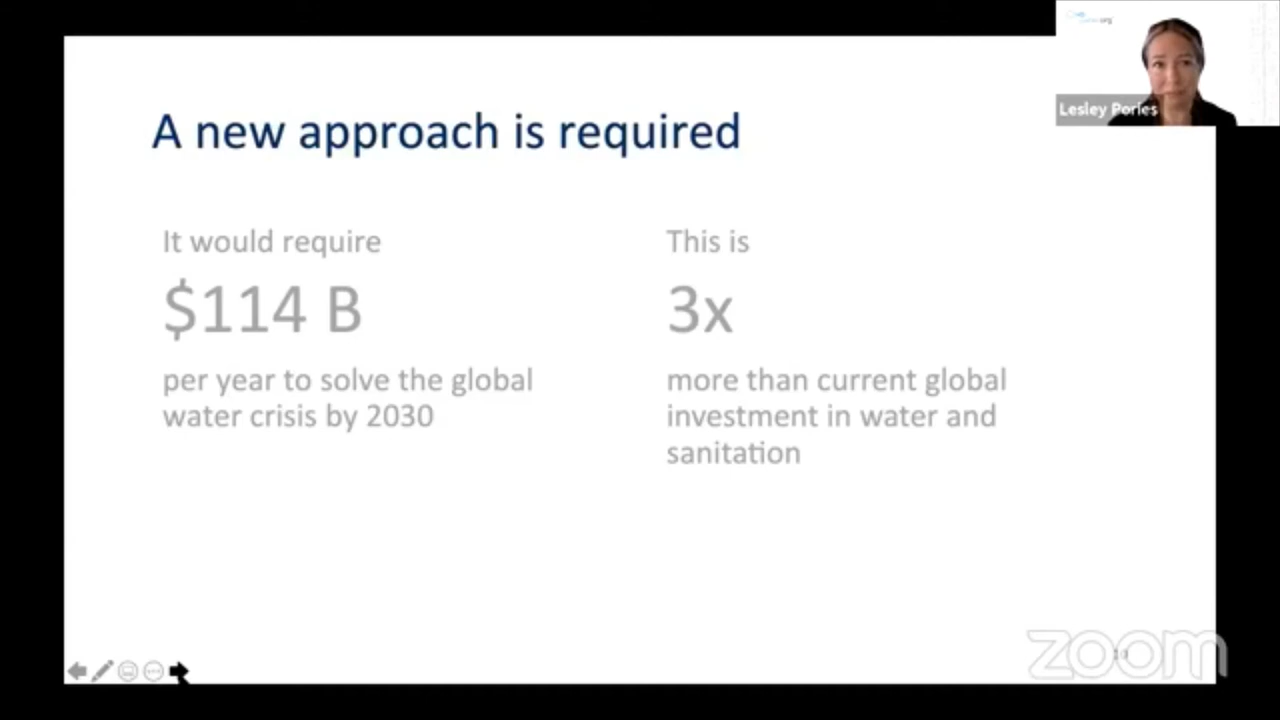 A new approach is required
It would require
$114 B
per year to solve the global
water crisis by 2030
This is
3x
more than current global
investment in water and
sanitation
Lesley Pories
zoom